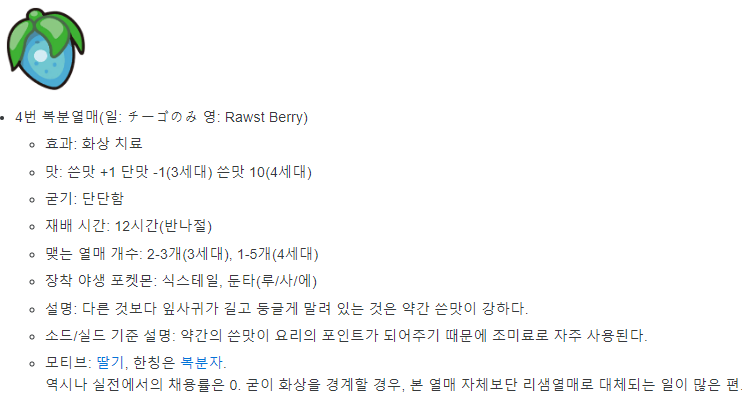 4번 복분열매(일: チーゴのみ 영: Rawst Berry)
효과: 화상 치료
맛: 쓴맛 +1 단맛 -1(3세대) 쓴맛 10(4세대)
굳기: 단단함
재배 시간: 12시간(반나절)
맺는 열매 개수: 2-3개(3세대), 1-5개(4세대)
장착 야생 포켓몬: 식스테일, 둔타(루/사/에)
설명: 다른 것보다 잎사귀가 길고 둥글게 말려 있는 것은 약간 쓴맛이 강하다.
소드/실드 기준 설명: 약간의 쓴맛이 요리의 포인트가 되어주기 때문에 조미료로 자주 사용된다.
모티브: 딸기, 한칭은 복분자.
역시나 실전에서의 채용률은 0. 굳이 화상을 경계할 경우, 본 열매 자체보단 리샘열매로 대체되는 일이 많은 편.